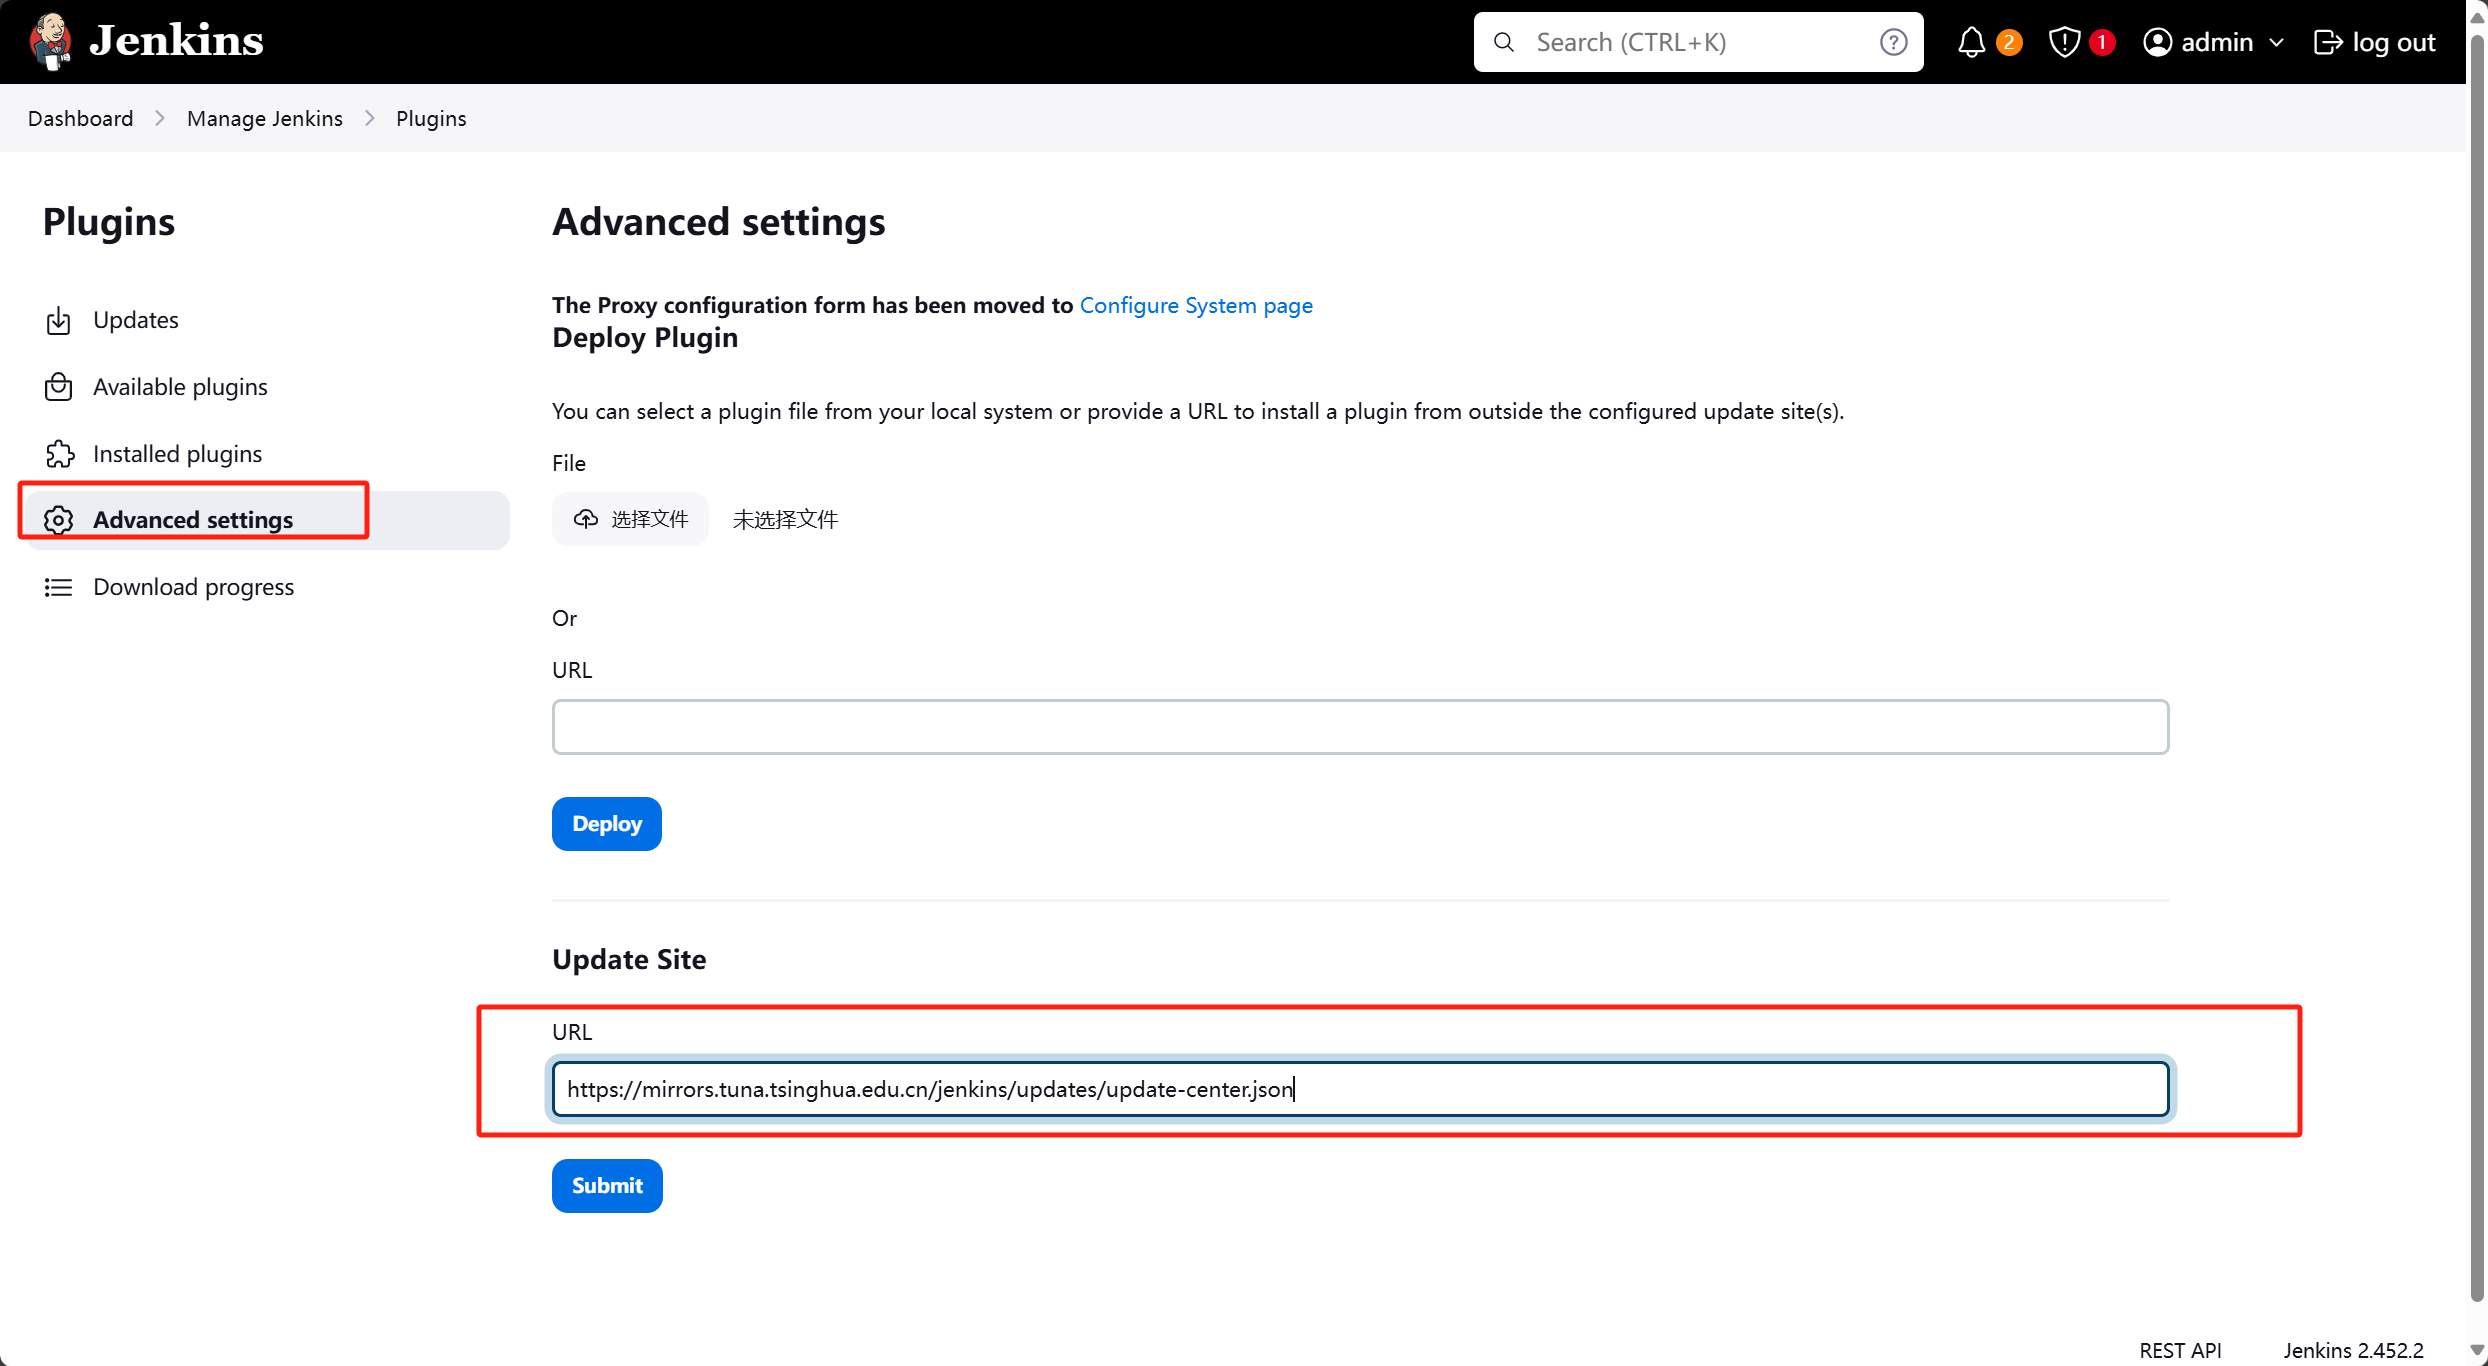 Jenkins
Search (CTRL+K)
2
1
admin
log out
Dashboard
Manage Jenkins
Plugins
Plugins
Updates
Available plugins
Installed plugins
Advanced settings
Download progress
Advanced settings
The Proxy configuration form has been moved to Configure System page
Deploy Plugin
You can select a plugin file from your local system or provide a URL to install a plugin from outside the configured update site(s).
File
选择文件 未选择文件
Or
URL
Deploy
Update Site
URL
https://mirrors.tuna.tsinghua.edu.cn/jenkins/updates/update-center.json
Submit
REST API
Jenkins 2.452.2